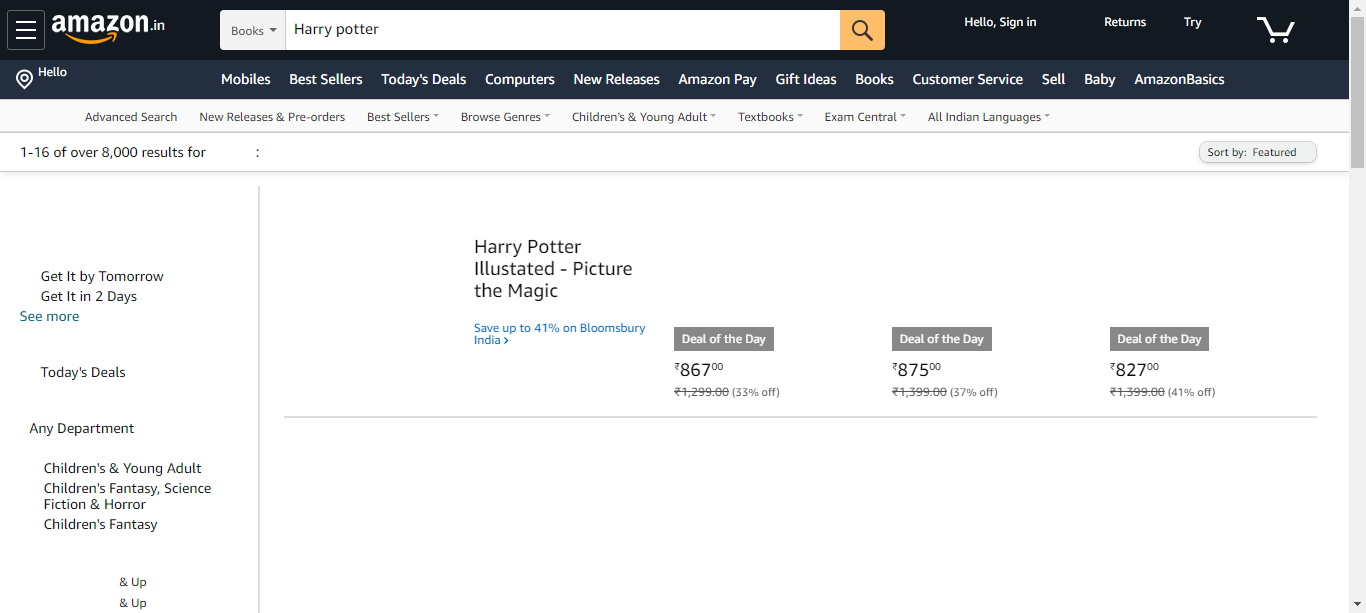 amazon.in
Books
Harry potter
Hello, Sign in
Returns
Try
Hello
Mobiles Best Sellers Today's Deals Computers New Releases Amazon Pay Gift Ideas Books Customer Service Sell Baby AmazonBasics
Advanced Search New Releases & Pre-orders Best Sellers Browse Genres Children's & Young Adult Textbooks Exam Central All Indian Languages
1-16 of over 8,000 results for :
Sort by: Featured
Get It by Tomorrow
Get It in 2 Days
See more
Today's Deals
Any Department
Children's & Young Adult
Children's Fantasy, Science
Fiction & Horror
Children's Fantasy
& Up
& Up
Harry Potter
Illustated - Picture
the Magic
Save up to 41% on Bloomsbury
India ›
Deal of the Day
₹86700
₹1,299.00 (33% off)
Deal of the Day
₹87500
₹1,399.00 (37% off)
Deal of the Day
₹82700
₹1,399.00 (41% off)